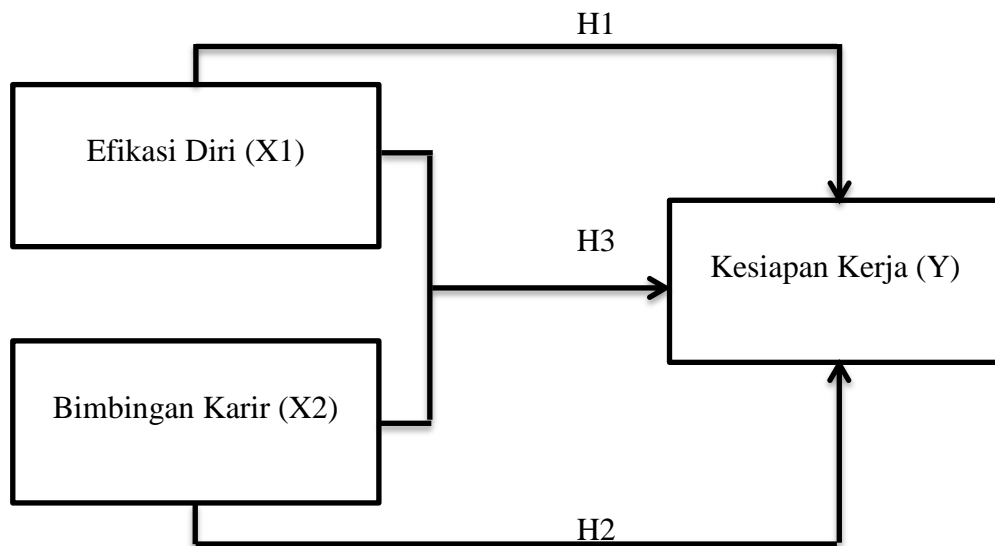 H1
Efikasi Diri (X1)
H3
Kesiapan Kerja (Y)
Bimbingan Karir (X2)
H2